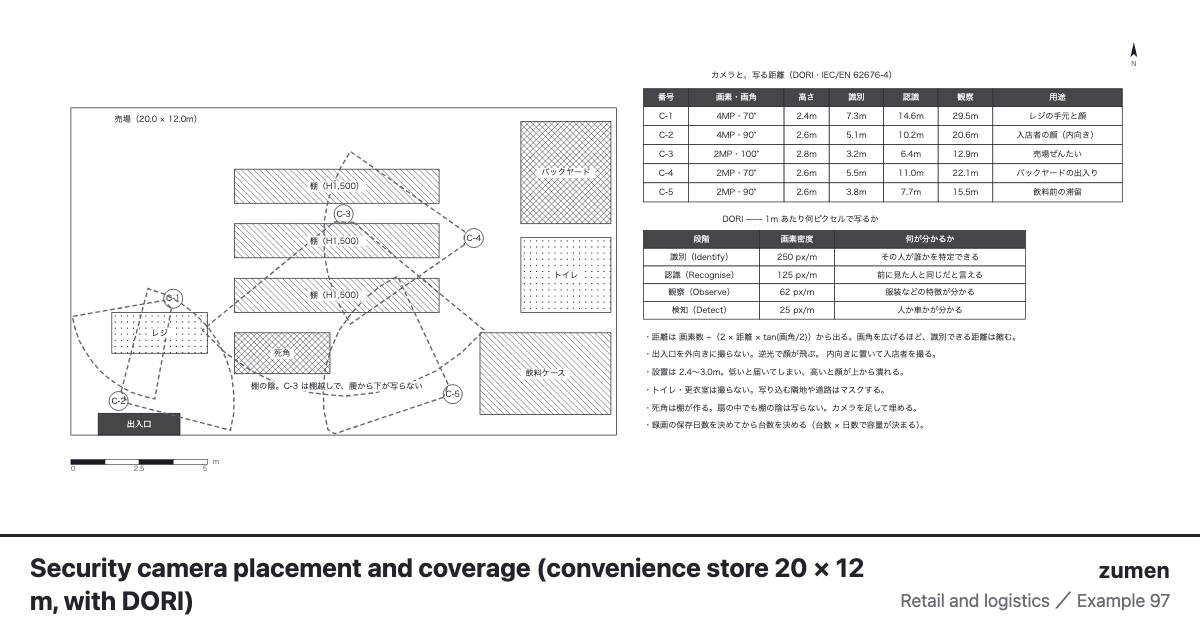 N
カメラと、写る距離（DORI・IEC/EN 62676-4）
番号 画素・画角 高さ 識別 認識 観察 用途
C-1 4MP・70° 2.4m 7.3m 14.6m 29.5m レジの手元と顔
C-2 4MP・90° 2.6m 5.1m 10.2m 20.6m 入店者の顔（内向き）
C-3 2MP・100° 2.8m 3.2m 6.4m 12.9m 売場ぜんたい
C-4 2MP・70° 2.6m 5.5m 11.0m 22.1m バックヤードの出入り
C-5 2MP・90° 2.6m 3.8m 7.7m 15.5m 飲料前の滞留
DORI —— 1m あたり何ピクセルで写るか
段階 画素密度 何が分かるか
識別（Identify） 250 px/m その人が誰かを特定できる
認識（Recognise） 125 px/m 前に見た人と同じだと言える
観察（Observe） 62 px/m 服装などの特徴が分かる
検知（Detect） 25 px/m 人か車かが分かる
・距離は 画素数 ÷（2 × 距離 × tan(画角/2)）から出る。画角を広げるほど、識別できる距離は縮む。
・出入口を外向きに撮らない。逆光で顔が飛ぶ。 内向きに置いて入店者を撮る。
・設置は 2.4〜3.0m。低いと届いてしまい、高いと顔が上から潰れる。
・トイレ・更衣室は撮らない。写り込む隣地や道路はマスクする。
・死角は棚が作る。扇の中でも棚の陰は写らない。カメラを足して埋める。
・録画の保存日数を決めてから台数を決める（台数 × 日数で容量が決まる）。
売場（20.0 × 12.0m）
バックヤード
棚（H1,500）
C-3
棚（H1,500）
C-4
トイレ
棚（H1,500）
C-1
レジ
死角
飲料ケース
棚の陰。C-3 は棚越しで、腰から下が写らない
C-5
C-2
出入口
0 2.5 5 m
Security camera placement and coverage (convenience store 20 × 12
m, with DORI)
zumen
Retail and logistics ／ Example 97